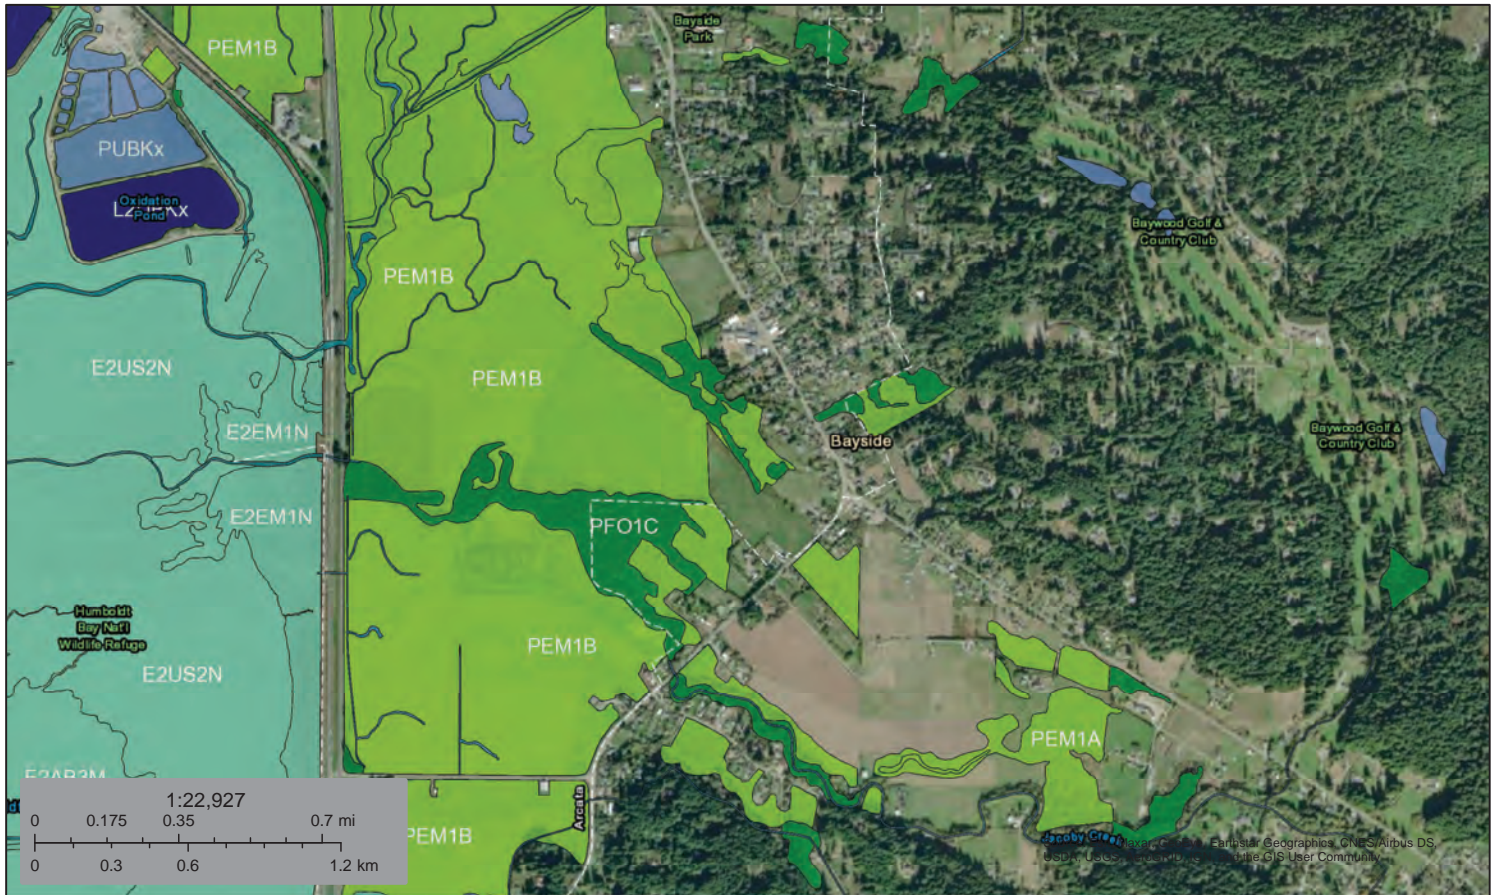 Bayside
Park
PEM1B
PUBKx
Oxidation
Pond
Baywood Golf &
Country Club
PEM1B
E2US2N
PEM1B
E2EM1N
Bayside
Baywood Golf &
Country Club
E2EM1N
PFO1C
Humboldt
Bay Nat'l
Wildlife Refuge
PEM1B
E2US2N
PEM1A
1:22,927
0 0.175 0.35 0.7 mi
0 0.3 0.6 1.2 km
Arcata
PEM1B
Jacoby Creek
Earthstar Geographics, CNES/Airbus DS,
USDA, USGS, the GIS User Community